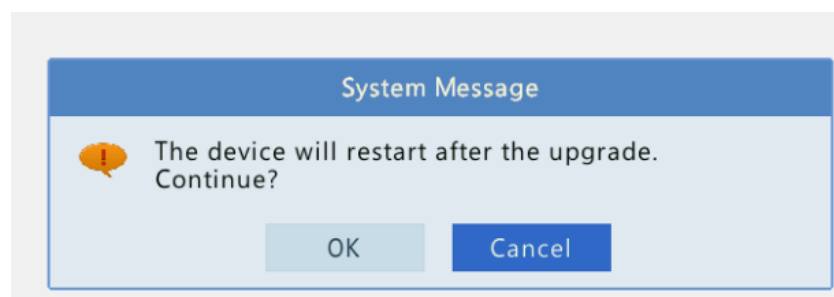 System Message
The device will restart after the upgrade.
Continue?
OK
Cancel